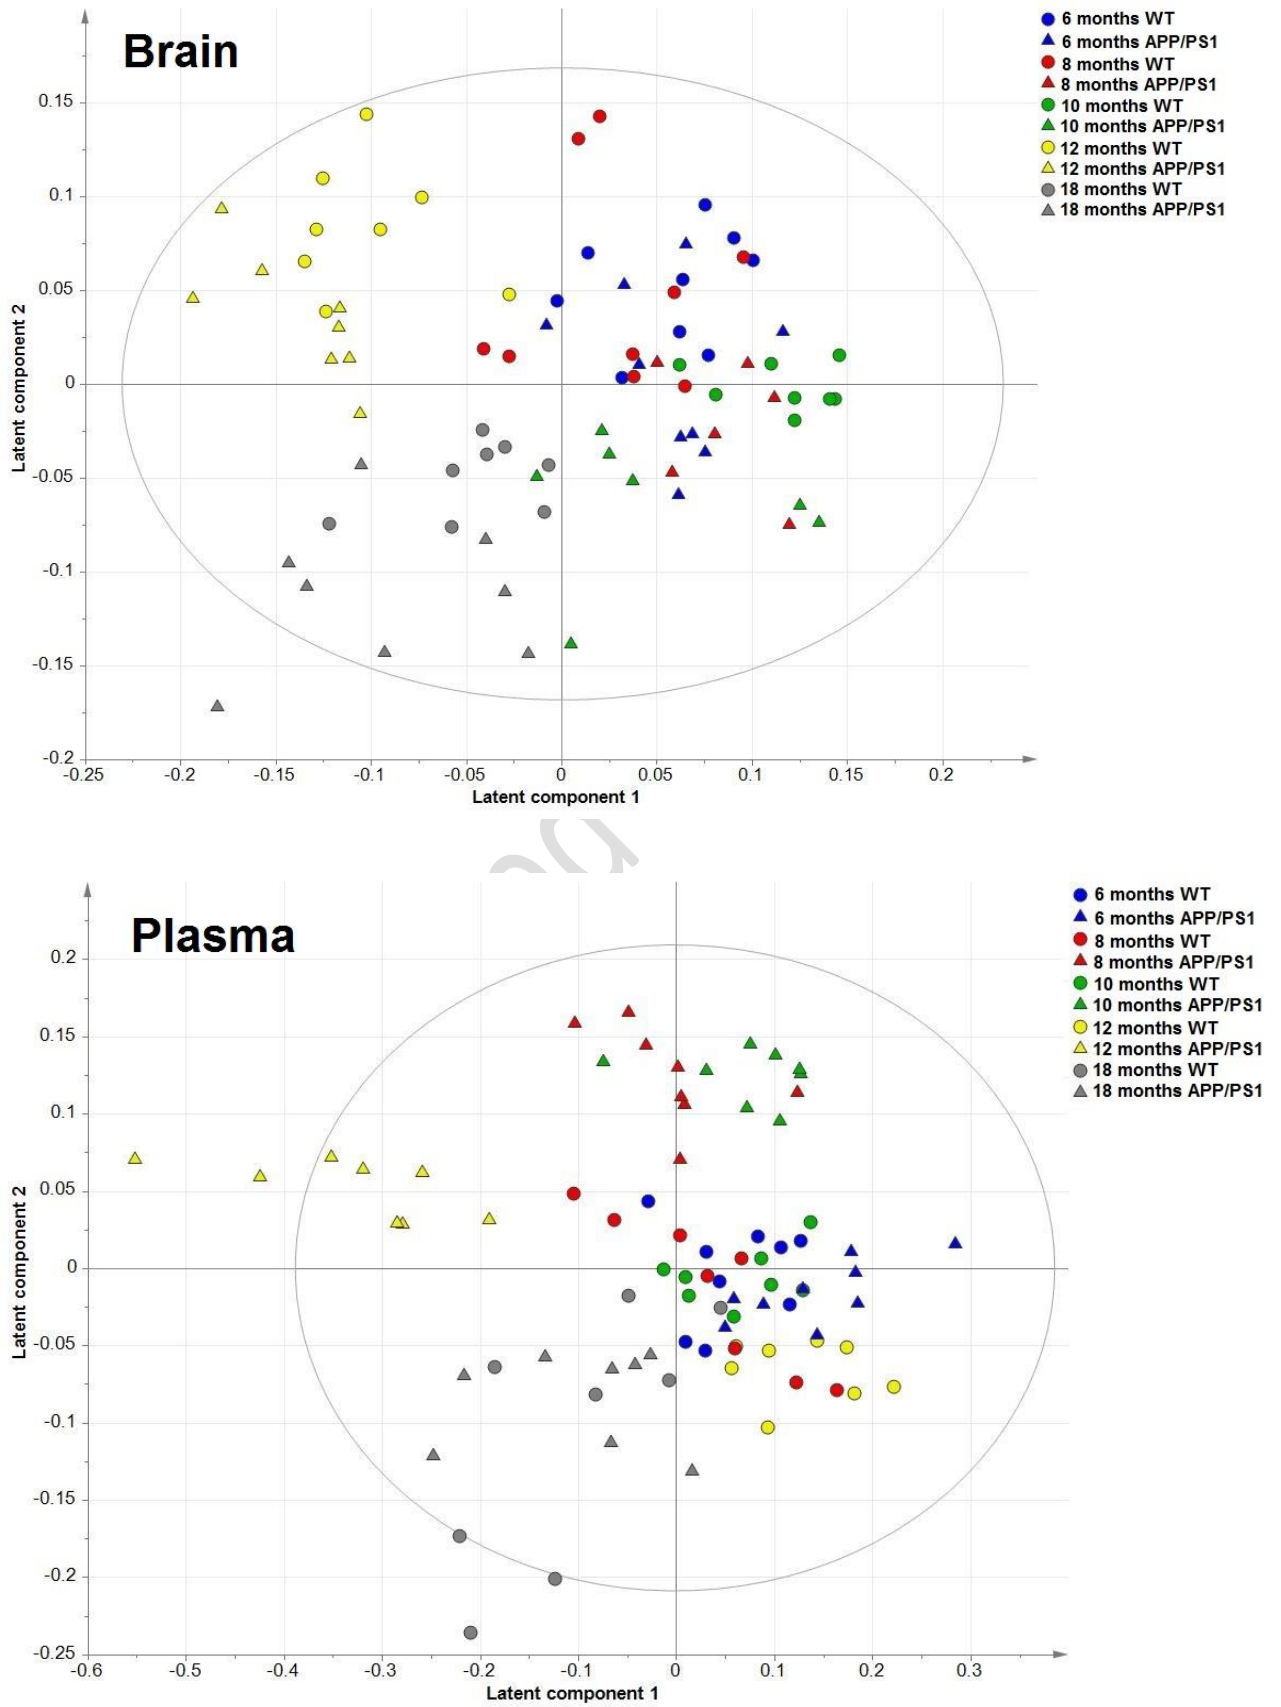 Brain
6 months WT
6 months APP/PS1
8 months WT
8 months APP/PS1
10 months WT
10 months APP/PS1
12 months WT
12 months APP/PS1
18 months WT
18 months APP/PS1
0.15
0.1
0.05
0
-0.05
-0.1
-0.15
-0.2
Latent component 2
-0.25 -0.2 -0.15 -0.1 -0.05 0 0.05 0.1 0.15 0.2
Latent component 1
Plasma
6 months WT
6 months APP/PS1
8 months WT
8 months APP/PS1
10 months WT
10 months APP/PS1
12 months WT
12 months APP/PS1
18 months WT
18 months APP/PS1
0.2
0.15
0.1
0.05
0
-0.05
-0.1
-0.15
-0.2
-0.25
Latent component 2
-0.6 -0.5 -0.4 -0.3 -0.2 -0.1 0 0.1 0.2 0.3
Latent component 1